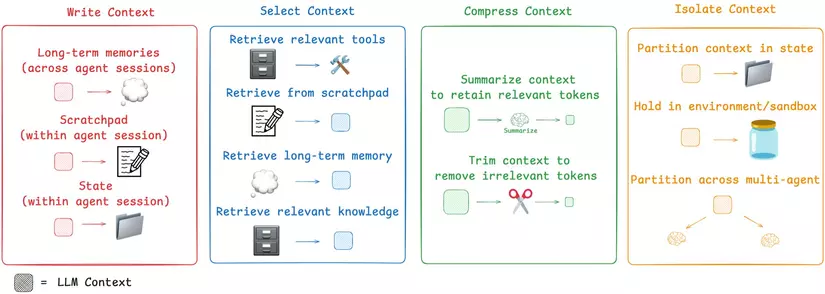 Write Context
Long-term memories
(across agent sessions)
Scratchpad
(within agent session)
State
(within agent session)
Select Context
Retrieve relevant tools
Retrieve from scratchpad
Retrieve long-term memory
Retrieve relevant knowledge
Compress Context
Summarize context
to retain relevant tokens
Summarize
Trim context to
remove irrelevant tokens
Isolate Context
Partition context in state
Hold in environment/sandbox
Partition across multi-agent
= LLM Context